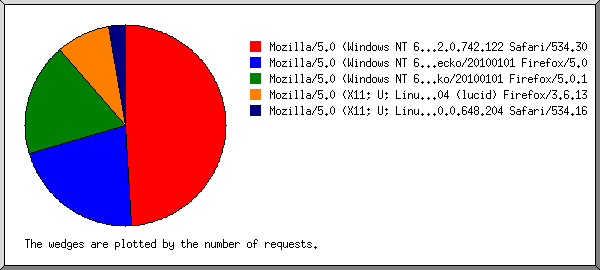 Mozilla/5.0 (Windows NT 6...2.0.742.122 Safari/534.30
Mozilla/5.0 (Windows NT 6...ecko/20100101 Firefox/5.0
Mozilla/5.0 (Windows NT 6...ko/20100101 Firefox/5.0.1
Mozilla/5.0 (X11; U; Linu...04 (lucid) Firefox/3.6.13
Mozilla/5.0 (X11; U; Linu...0.0.648.204 Safari/534.16
The wedges are plotted by the number of requests.